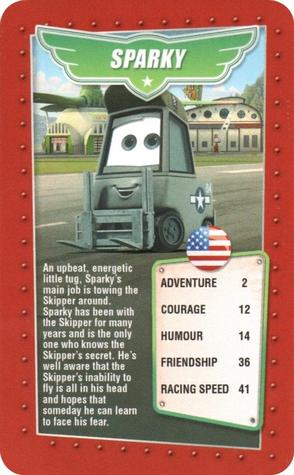 SPARKY
An upbeat, energetic
little tug, Sparky's
main job is towing the
Skipper around.
Sparky has been with
the Skipper for many
years and is the only
one who knows the
Skipper's secret. He's
well aware that the
Skipper's inability to
fly is all in his head
and hopes that
someday he can learn
to face his fear.
ADVENTURE 2
COURAGE 12
HUMOUR 14
FRIENDSHIP 36
RACING SPEED 41